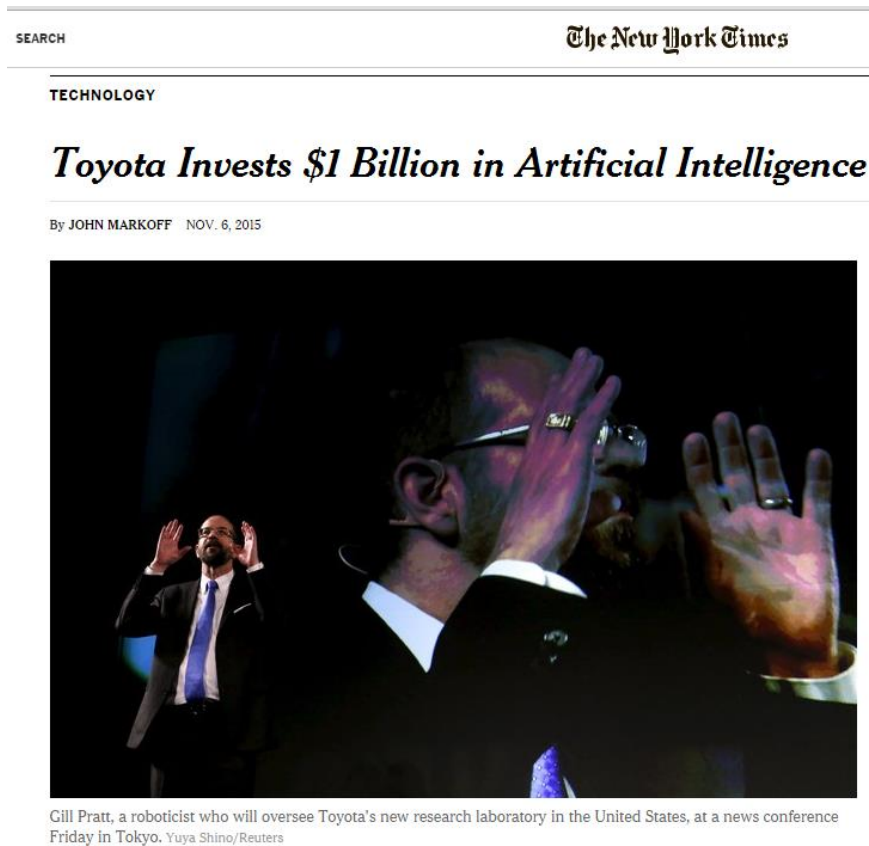 SEARCH
The New York Times
TECHNOLOGY
Toyota Invests $1 Billion in Artificial Intelligence
By JOHN MARKOFF NOV. 6, 2015
Gill Pratt, a roboticist who will oversee Toyota's new research laboratory in the United States, at a news conference
Friday in Tokyo. Yuya Shino/Reuters